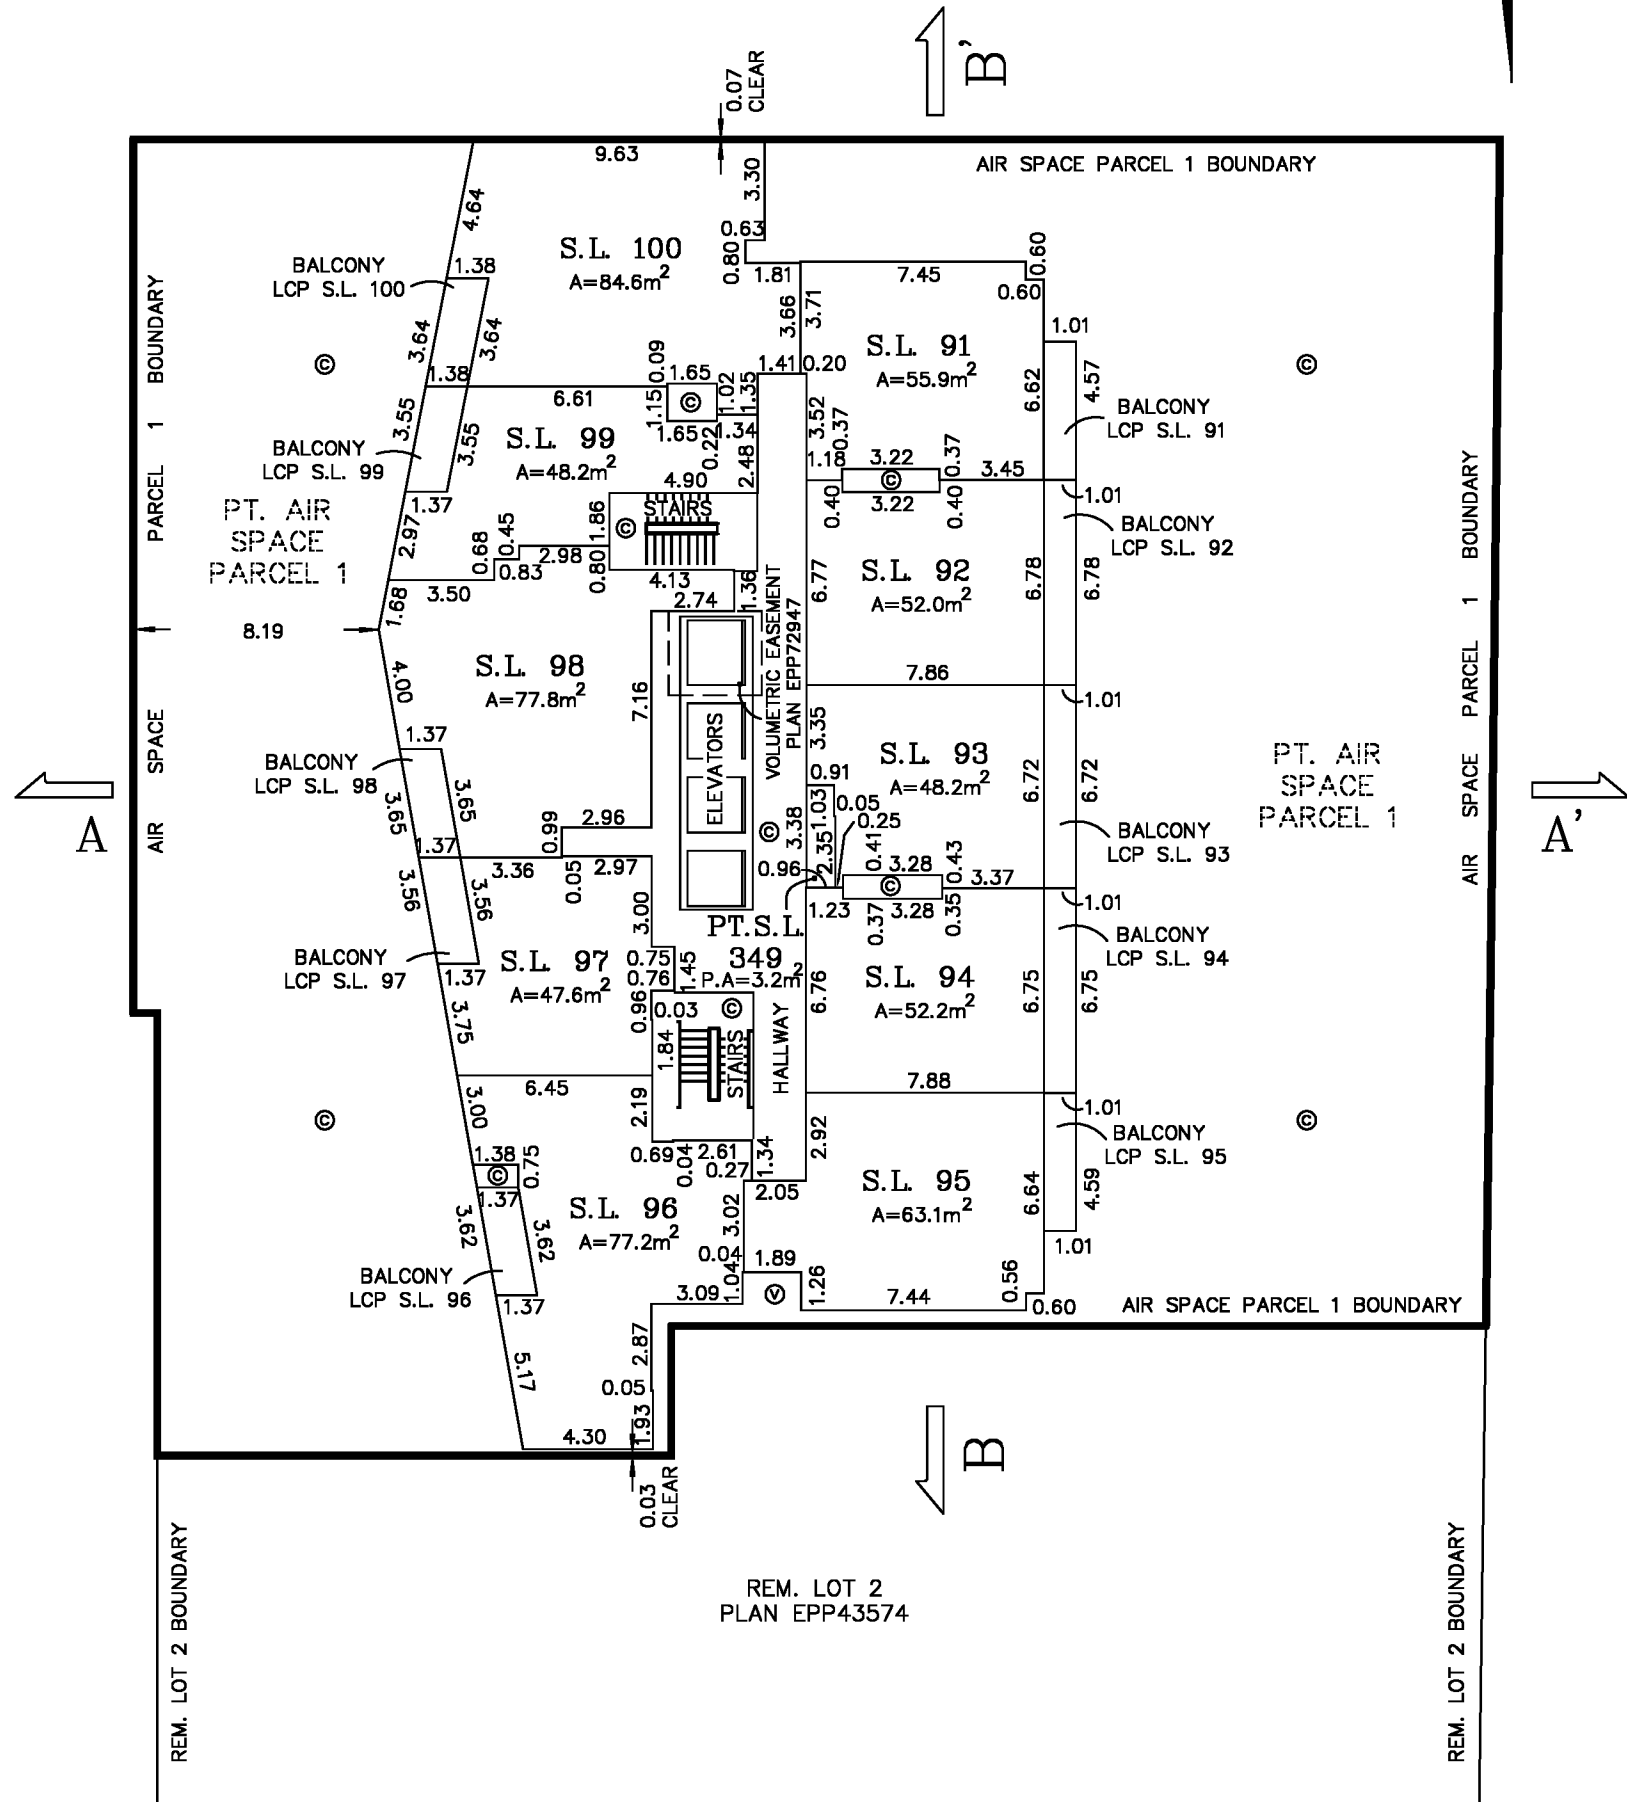 B'
0.07
CLEAR
9.63
AIR SPACE PARCEL 1 BOUNDARY
3.30
4.64
0.63
S.L. 100
A=84.6m²
0.80
1.81
7.45
0.60
0.60
BALCONY
LCP S.L. 100
1.38
3.64
3.64
3.66
3.71
S.L. 91
A=55.9m²
1.01
6.62
4.57
BALCONY
LCP S.L. 91
©
©
1.38
6.61
0.09
1.65
1.15
©
1.02
1.35
1.41
0.20
1.65
1.34
0.22
2.48
3.52
0.37
1.18
3.22
©
3.22
0.37
3.45
0.40
0.40
1.01
3.55
3.55
BALCONY
LCP S.L. 99
S.L. 99
A=48.2m²
1.37
4.90
STAIRS
©
1.86
PT. AIR
SPACE
PARCEL 1
2.97
0.68
0.45
2.98
0.83
0.80
3.50
4.13
1.36
2.74
1.68
8.19
BALCONY
LCP S.L. 92
S.L. 92
A=52.0m²
6.77
6.78
6.78
VOLUMETRIC EASEMENT
PLAN EPP72947
7.86
1.01
S.L. 98
A=77.8m²
4.00
7.16
1.37
BALCONY
LCP S.L. 98
3.65
3.65
ELEVATORS
3.35
S.L. 93
A=48.2m²
6.72
6.72
PT. AIR
SPACE
PARCEL 1
A
A'
0.91
1.03
0.05
0.25
3.38
2.35
©
0.96
0.41
3.28
©
3.28
0.43
3.37
1.23
0.37
0.35
BALCONY
LCP S.L. 93
1.01
1.37
0.99
2.96
3.36
0.05
2.97
3.56
3.56
3.00
PT.S.L.
349
P.A=3.2m²
BALCONY
LCP S.L. 94
BALCONY
LCP S.L. 97
1.37
S.L. 97
A=47.6m²
0.75
0.76
1.45
0.96
0.03
©
1.84
STAIRS
HALLWAY
6.76
S.L. 94
A=52.2m²
6.75
6.75
3.75
6.45
7.88
1.01
©
©
3.00
2.19
0.69
0.04
2.61
0.27
1.34
2.92
2.05
BALCONY
LCP S.L. 95
1.38
0.75
©
1.37
3.62
3.62
S.L. 96
A=77.2m²
3.02
S.L. 95
A=63.1m²
6.64
4.59
1.01
0.04
1.89
1.04
3.09
Ⓥ
1.26
7.44
0.56
0.60
AIR SPACE PARCEL 1 BOUNDARY
BALCONY
LCP S.L. 96
1.37
2.87
5.17
0.05
1.93
4.30
0.03
CLEAR
B
AIR SPACE PARCEL 1 BOUNDARY
AIR SPACE PARCEL 1 BOUNDARY
REM. LOT 2
PLAN EPP43574
REM. LOT 2 BOUNDARY
REM. LOT 2 BOUNDARY